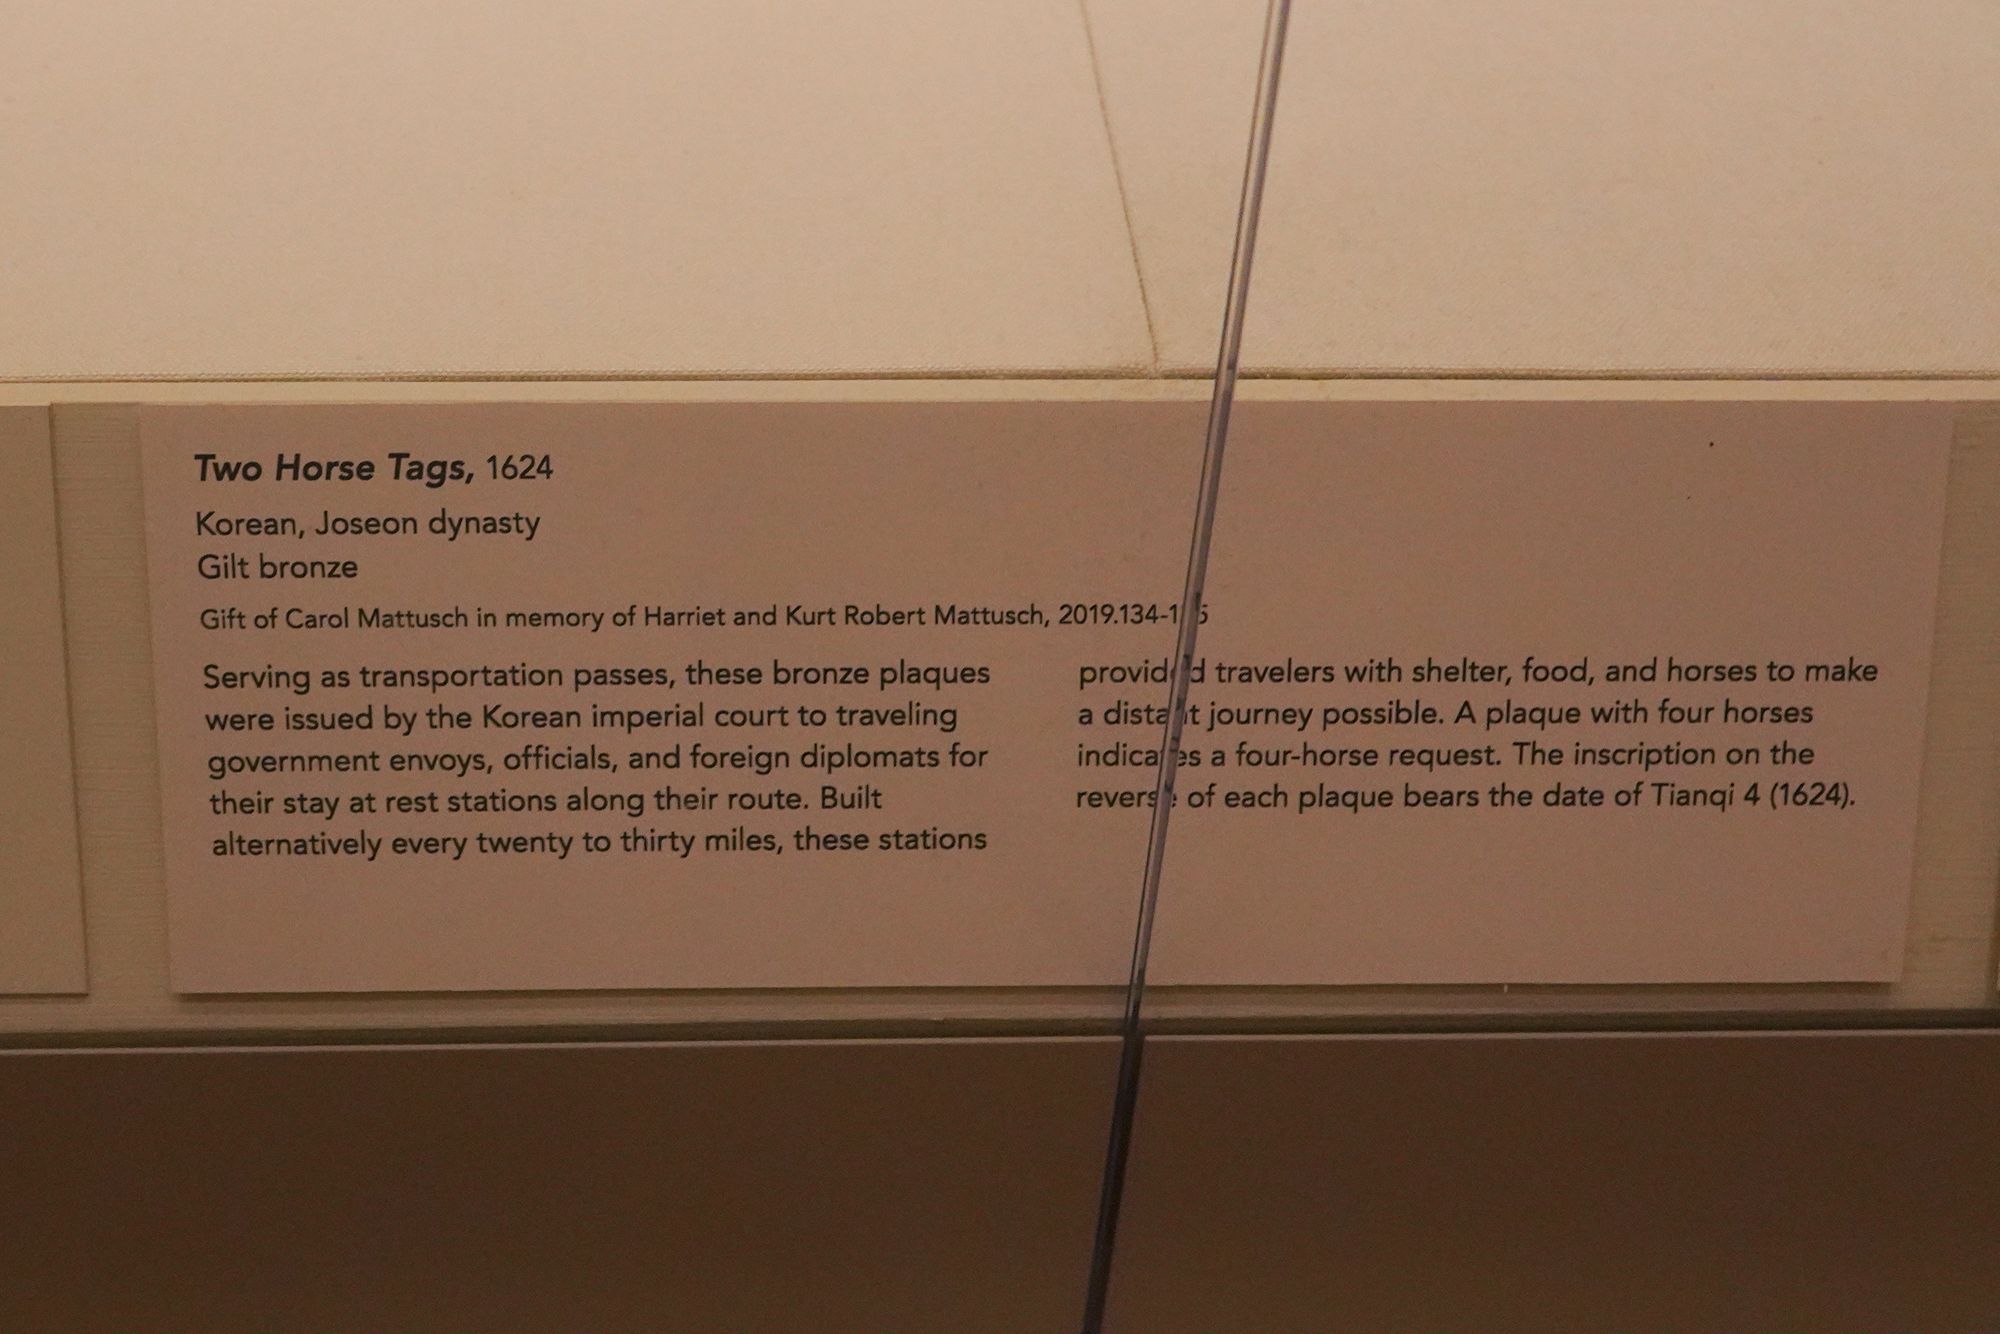 Two Horse Tags, 1624
Korean, Joseon dynasty
Gilt bronze
Gift of Carol Mattusch in memory of Harriet and Kurt Robert Mattusch,
Serving as transportation passes, these bronze plaques
were issued by the Korean imperial court to traveling
government envoys, officials, and foreign diplomats for
their stay at rest stations along their route. Built
alternatively every twenty to thirty miles, these stations
provided travelers with shelter, food, and horses to make
a distant journey possible. A plaque with four horses
indicates a four-horse request. The inscription on the
reverse of each plaque bears the date of Tianqi 4 (1624).